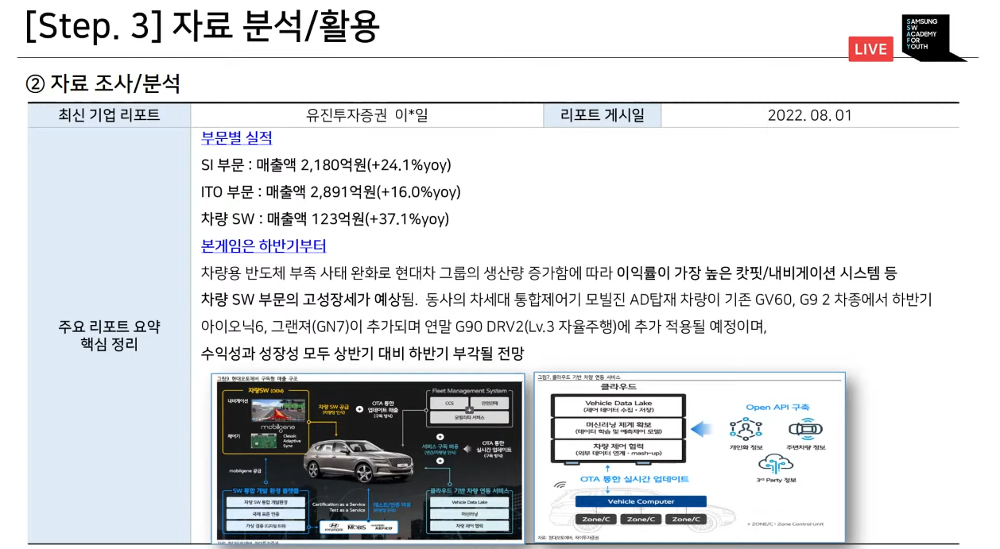 [Step. 3] 자료 분석/활용
LIVE
SAMSUNG
SW
ACADEMY
FOR
YOUTH
② 자료 조사/분석
최신 기업 리포트
유진투자증권 이*일
리포트 게시일
2022. 08. 01
주요 리포트 요약
핵심 정리
부문별 실적
SI 부문 : 매출액 2,180억원(+24.1%yoy)
ITO 부문 : 매출액 2,891억원(+16.0%yoy)
차량 SW : 매출액 123억원(+37.1%yoy)
본게임은 하반기부터
차량용 반도체 부족 사태 완화로 현대차 그룹의 생산량 증가함에 따라 이익률이 가장 높은 캇핏/내비게이션 시스템 등
차량 SW 부문의 고성장세가 예상됨. 동사의 차세대 통합제어기 모빌진 AD탑재 차량이 기존 GV60, G9 2 차종에서 하반기
아이오닉6, 그랜져(GN7)이 추가되며 연말 G90 DRV2(Lv.3 자율주행)에 추가 적용될 예정이며,
수익성과 성장성 모두 상반기 대비 하반기 부각될 전망
그림9. 현대오토에버 구독형 매출 구조
차량SW (OEM)
내비게이션
mobilgene
제어기
Classic
Adaptive
Sync
mobilgene 공급
차량 SW 공급
(차량당 인식)
OTA 통한
업데이트 매출
(구독 방식)
Fleet Management System
CCS
안전관제
모빌리티 서비스
서비스 구독 비용
OTA 통한
실시간 업데이트
(구독 방식)
SW 통합 개발 환경 플랫폼
차량 SW 통합 개발환경
국제 표준 인증
가상 검증 (디지털 트윈)
Certification as a Service
Test as a Service
테스트/인증 비용
HYUNDAI
MOBIS
KEFICO
클라우드 기반 차량 연동 서비스
Vehicle Data Lake
머신러닝
차량 제어 협력
그림7. 클라우드 기반 차량 연동 서비스
클라우드
Vehicle Data Lake
(제어 데이터 수집 · 저장)
머신러닝 체계 확보
(데이터 학습 및 예측제어 모델)
차량 제어 협력
(외부 데이터 연계 · mash-up)
Open API 구축
개인화 정보
주변차량 정보
3rd Party 정보
OTA 통한 실시간 업데이트
Vehicle Computer
Zone/C
Zone/C
Zone/C
* ZONE/C : Zone Control Unit
자료: 현대오토에버, 하이투자증권